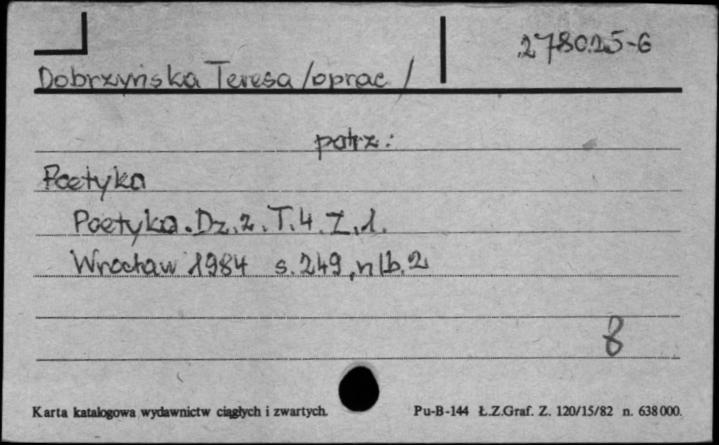 278025-6
Dobrzyńska Teresa /oprac /
patrz:
Poetyka
Poetyka. Dz. 2. T. 4. Z. 1.
Wrocław 1984 s. 249, nlb. 2
8
Karta katalogowa wydawnictw ciągłych i zwartych. Pu-B-144 Ł.Z.Graf. Z. 120/15/82 n. 638000.